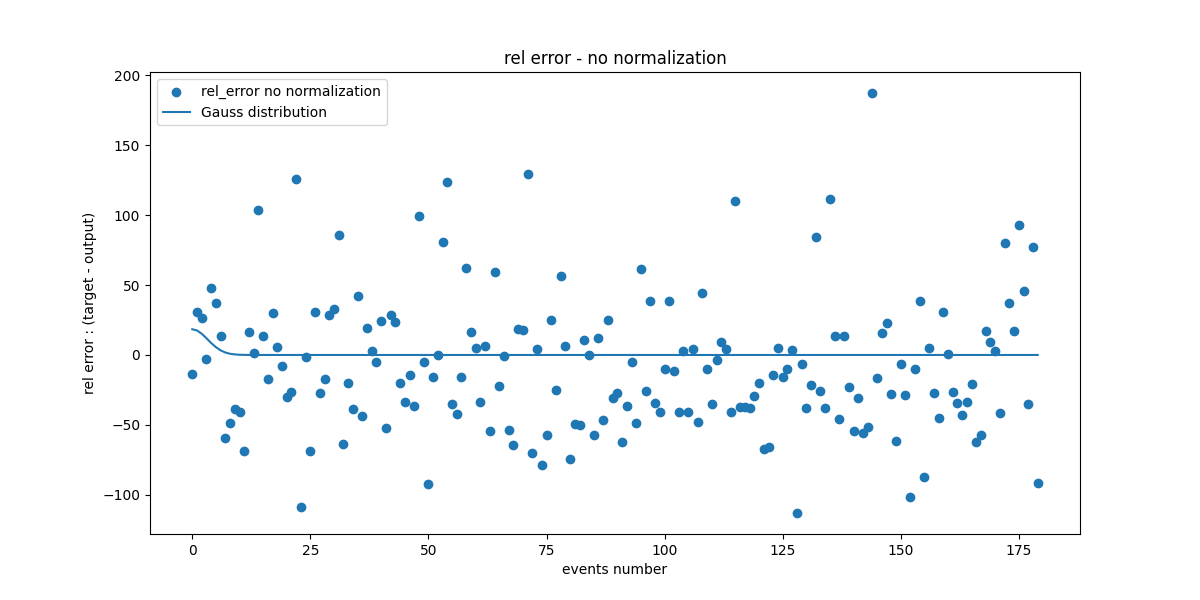 rel error - no normalization
rel_error no normalization
Gauss distribution
200
150
100
50
0
−50
−100
rel error : (target - output)
0 25 50 75 100 125 150 175
events number